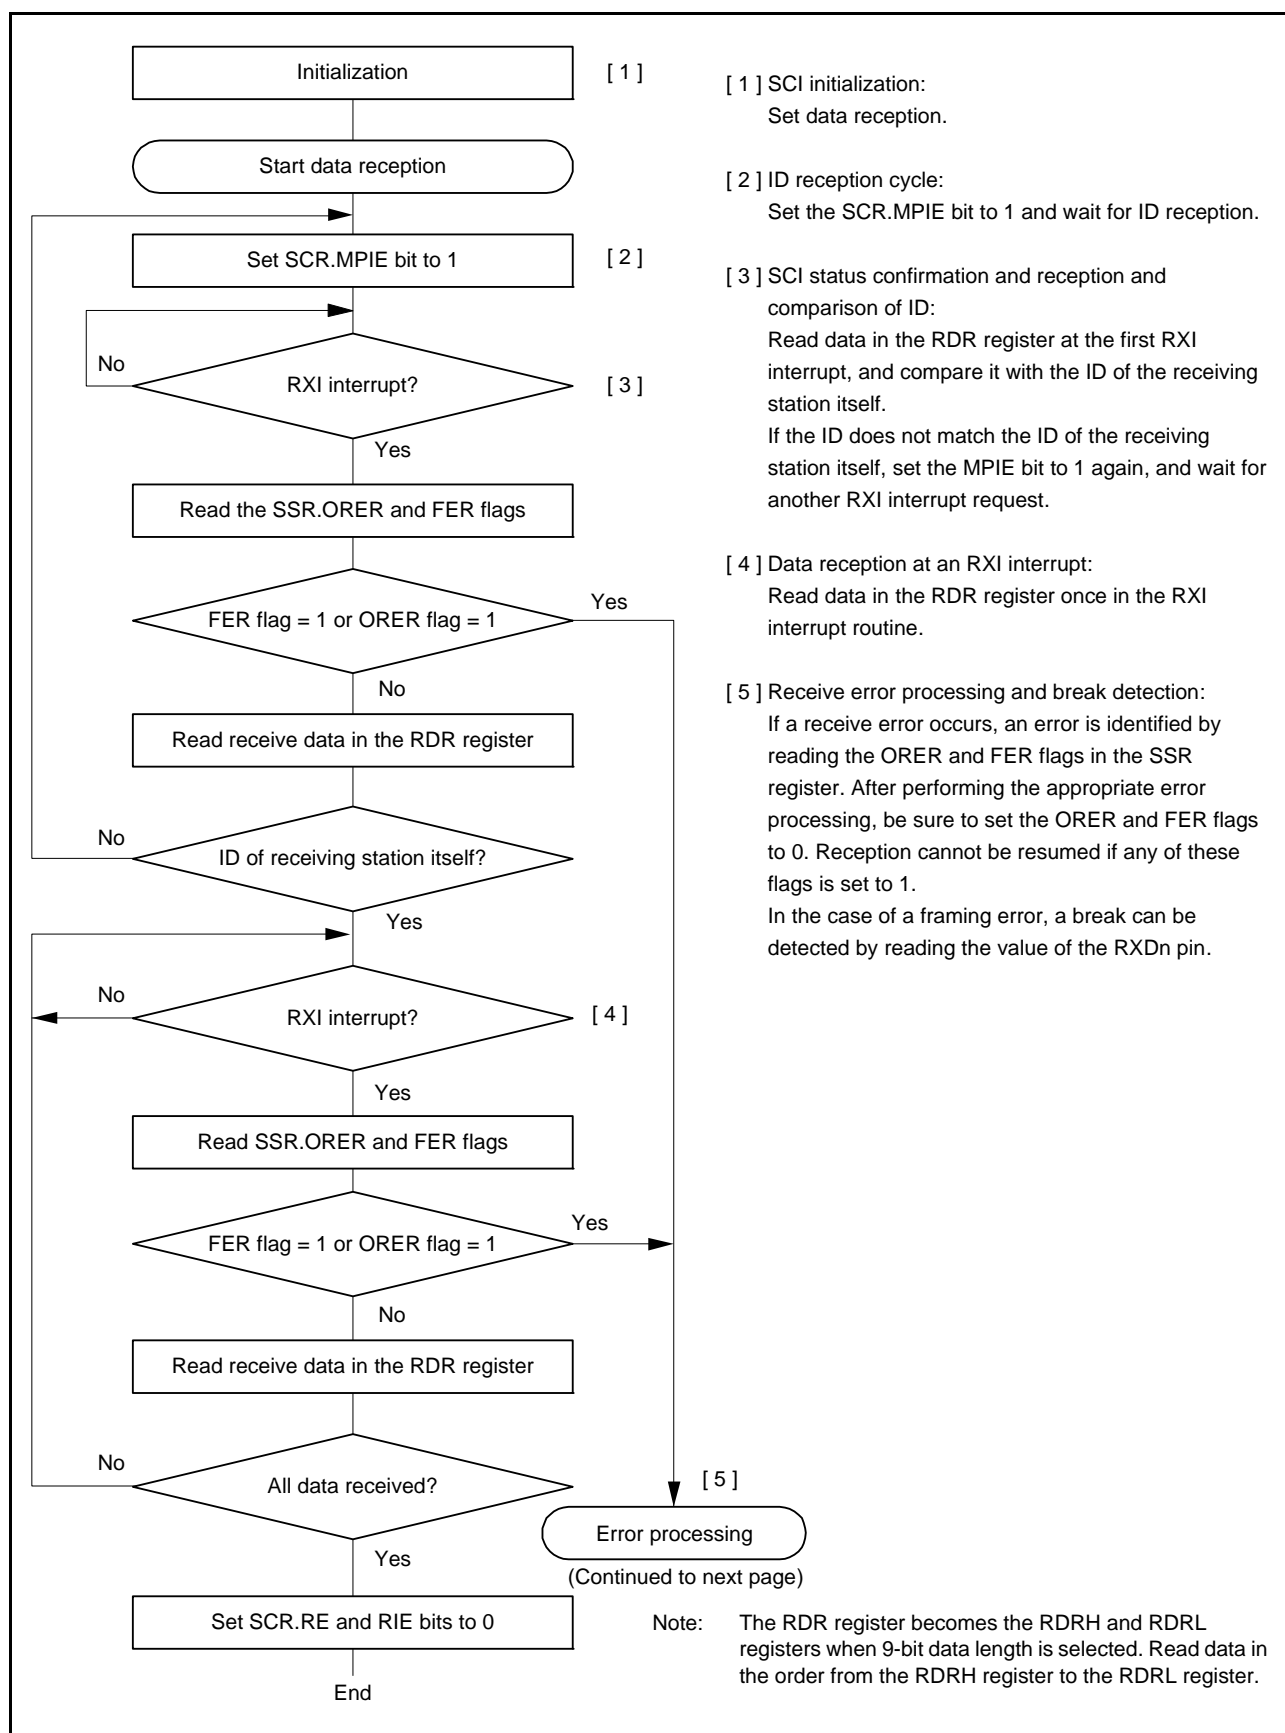 Initialization
[ 1 ]
Start data reception
Set SCR.MPIE bit to 1
[ 2 ]
No
RXI interrupt?
[ 3 ]
Yes
Read the SSR.ORER and FER flags
FER flag = 1 or ORER flag = 1
Yes
No
Read receive data in the RDR register
No
ID of receiving station itself?
Yes
No
RXI interrupt?
[ 4 ]
Yes
Read SSR.ORER and FER flags
FER flag = 1 or ORER flag = 1
Yes
No
Read receive data in the RDR register
No
All data received?
[ 5 ]
Error processing
(Continued to next page)
Yes
Set SCR.RE and RIE bits to 0
End
[ 1 ] SCI initialization:
Set data reception.
[ 2 ] ID reception cycle:
Set the SCR.MPIE bit to 1 and wait for ID reception.
[ 3 ] SCI status confirmation and reception and
comparison of ID:
Read data in the RDR register at the first RXI
interrupt, and compare it with the ID of the receiving
station itself.
If the ID does not match the ID of the receiving
station itself, set the MPIE bit to 1 again, and wait for
another RXI interrupt request.
[ 4 ] Data reception at an RXI interrupt:
Read data in the RDR register once in the RXI
interrupt routine.
[ 5 ] Receive error processing and break detection:
If a receive error occurs, an error is identified by
reading the ORER and FER flags in the SSR
register. After performing the appropriate error
processing, be sure to set the ORER and FER flags
to 0. Reception cannot be resumed if any of these
flags is set to 1.
In the case of a framing error, a break can be
detected by reading the value of the RXDn pin.
Note: The RDR register becomes the RDRH and RDRL
registers when 9-bit data length is selected. Read data in
the order from the RDRH register to the RDRL register.